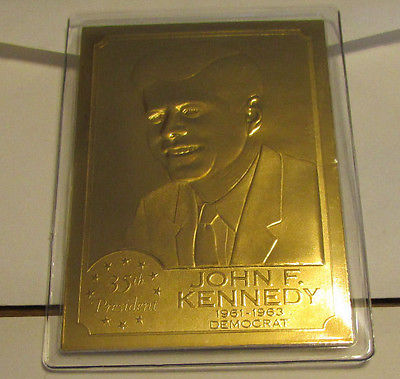 35th
President
JOHN F.
KENNEDY
1961-1963
DEMOCRAT